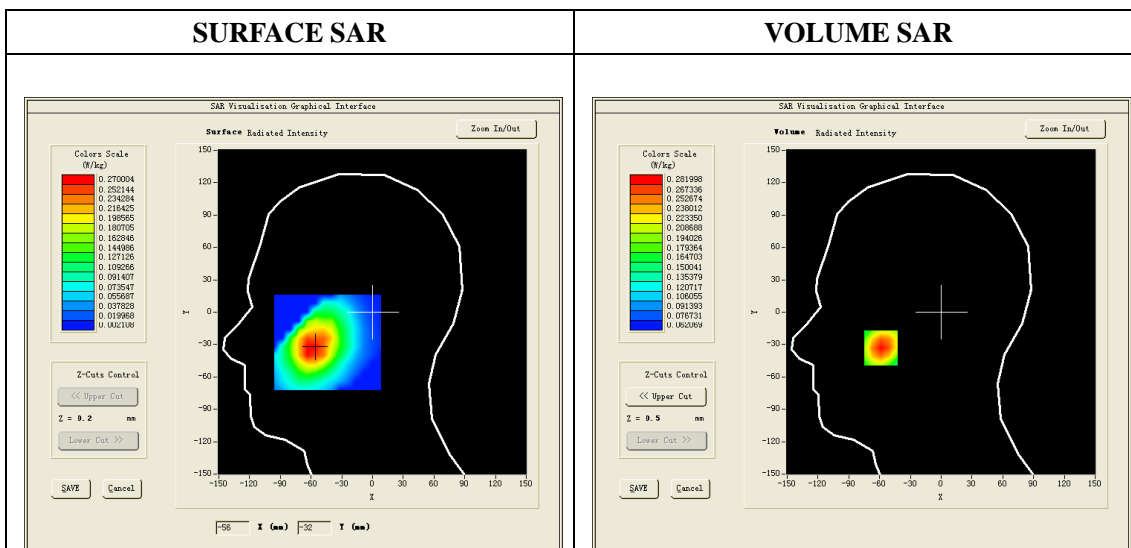 SURFACE SAR
VOLUME SAR
SAR Visualisation Graphical Interface
Surface Radiated Intensity
Zoom In/Out
Colors Scale
(W/kg)
0.270004
0.252144
0.234284
0.216425
0.198565
0.180705
0.162846
0.144986
0.127126
0.109266
0.091407
0.073547
0.055687
0.037828
0.019968
0.002108
Z-Cuts Control
<< Upper Cut
Z = 0.2 mm
Lower Cut >>
SAVE
Cancel
150
120
90
60
30
0
-30
-60
-90
-120
-150
Y
-150 -120 -90 -60 -30 0 30 60 90 120 150
X
-56 X (mm) -32 Y (mm)
SAR Visualisation Graphical Interface
Volume Radiated Intensity
Zoom In/Out
Colors Scale
(W/kg)
0.281998
0.267336
0.252674
0.238012
0.223350
0.208688
0.194026
0.179364
0.164703
0.150041
0.135379
0.120717
0.106055
0.091393
0.076731
0.062069
Z-Cuts Control
<< Upper Cut
Z = 0.5 mm
Lower Cut >>
SAVE
Cancel
150
120
90
60
30
0
-30
-60
-90
-120
-150
Y
-150 -120 -90 -60 -30 0 30 60 90 120 150
X